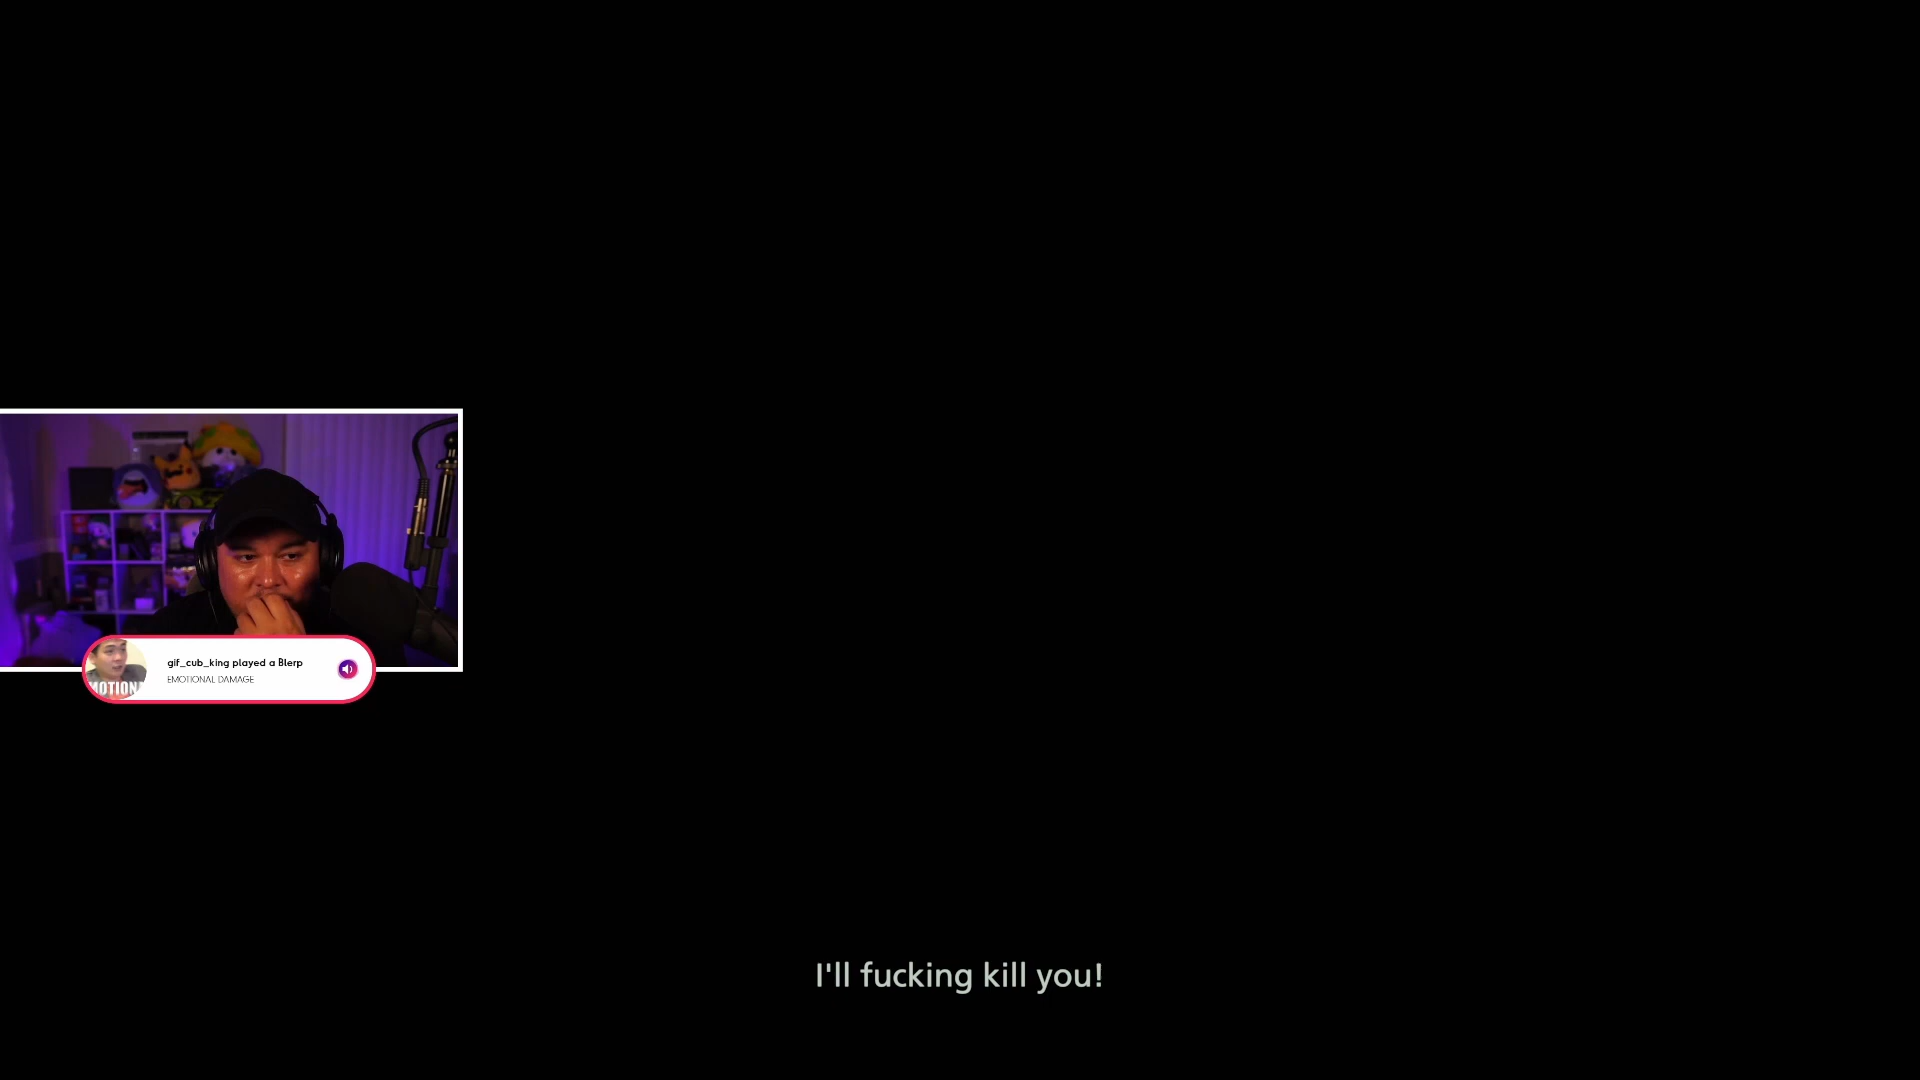 gif_cub_king played a Blerp
EMOTIONAL DAMAGE
I'll fucking kill you!